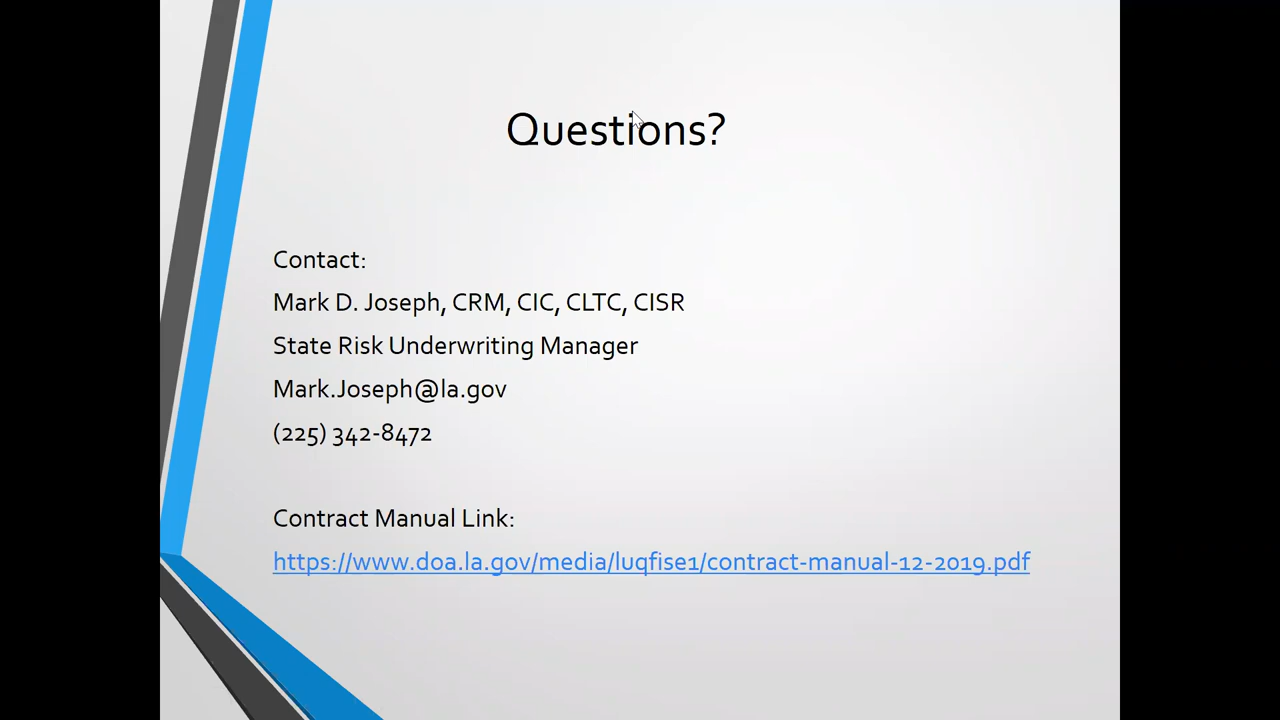 Questions?
Contact:
Mark D. Joseph, CRM, CIC, CLTC, CISR
State Risk Underwriting Manager
Mark.Joseph@la.gov
(225) 342-8472
Contract Manual Link:
https://www.doa.la.gov/media/luqfise1/contract-manual-12-2019.pdf